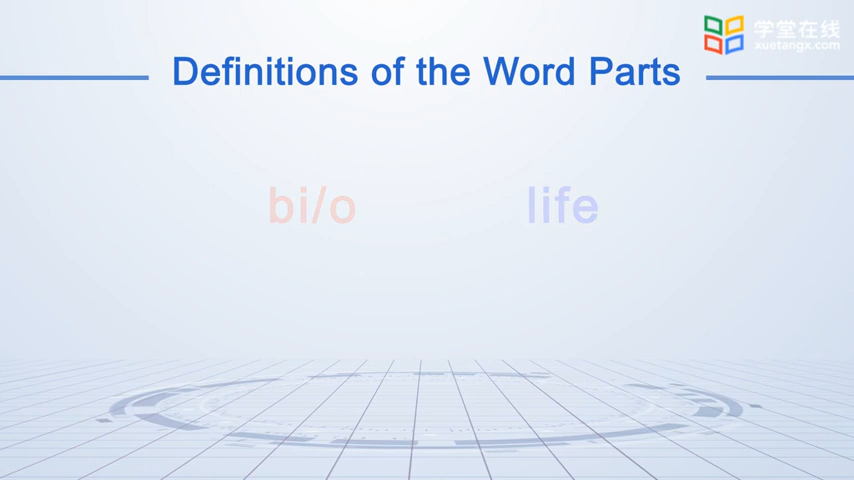 学堂在线
xuetangx.com
Definitions of the Word Parts
bi/o life